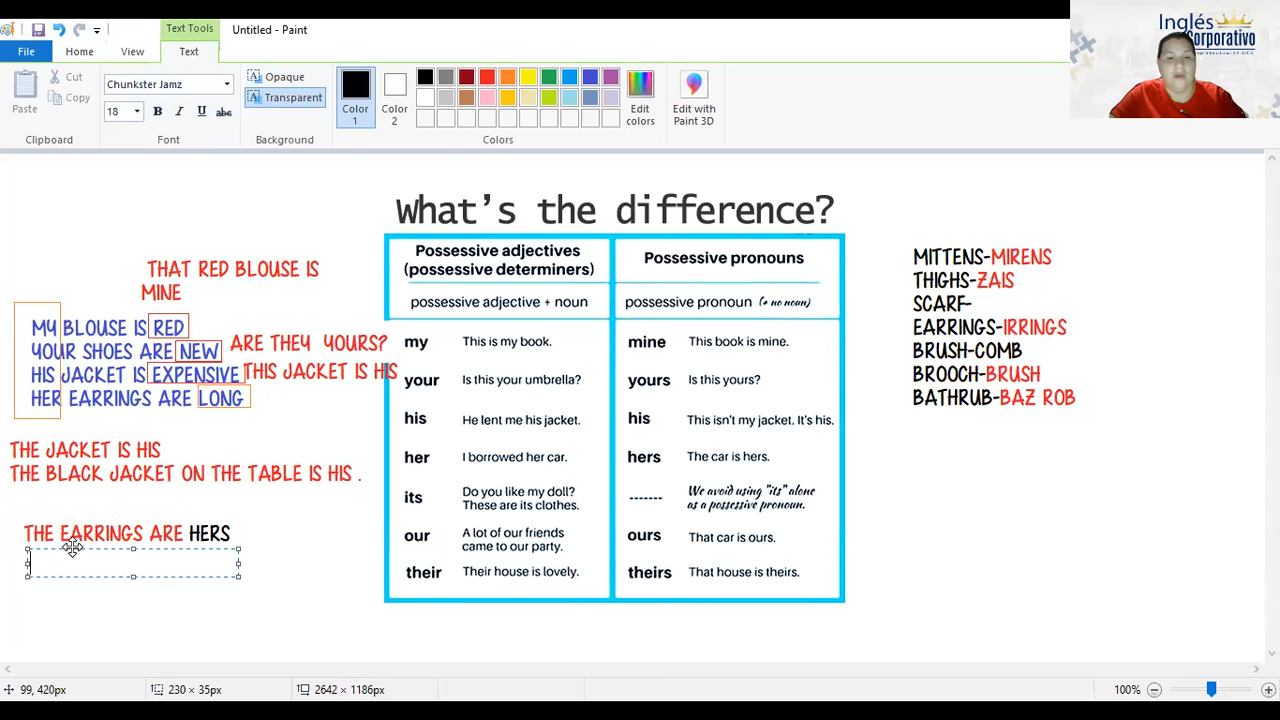 Text Tools
Untitled - Paint
File
Home
View
Text
Paste
Cut
Copy
Clipboard
Chunkster Jamz
18
B I U abc
Font
Opaque
Transparent
Background
Color 1
Color 2
Edit colors
Colors
Edit with Paint 3D
Inglés
Corporativo
What's the difference?
THAT RED BLOUSE IS
MINE
MY BLOUSE IS RED
YOUR SHOES ARE NEW
ARE THEY YOURS?
HIS JACKET IS EXPENSIVE
THIS JACKET IS HIS
HER EARRINGS ARE LONG
THE JACKET IS HIS
THE BLACK JACKET ON THE TABLE IS HIS .
THE EARRINGS ARE HERS
Possessive adjectives
(possessive determiners)
Possessive pronouns
possessive adjective + noun
possessive pronoun (+ no noun)
my This is my book.
mine This book is mine.
your Is this your umbrella?
yours Is this yours?
his He lent me his jacket.
his This isn't my jacket. It's his.
her I borrowed her car.
hers The car is hers.
its Do you like my doll?
These are its clothes.
------- We avoid using "its" alone
as a possessive pronoun.
our A lot of our friends
came to our party.
ours That car is ours.
their Their house is lovely.
theirs That house is theirs.
MITTENS-MIRENS
THIGHS-ZAIS
SCARF-
EARRINGS-IRRINGS
BRUSH-COMB
BROOCH-BRUSH
BATHRUB-BAZ ROB
99, 420px
230 × 35px
2642 × 1186px
100%